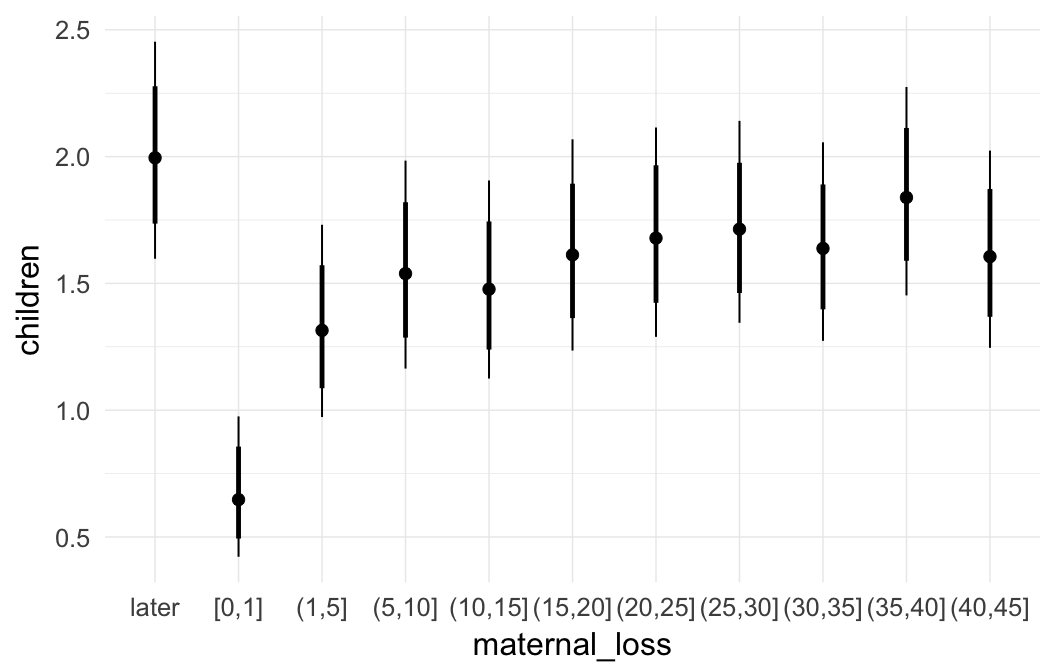 2.5
2.0
1.5
1.0
0.5
children
later [0,1] (1,5] (5,10] (10,15] (15,20] (20,25] (25,30] (30,35] (35,40] (40,45]
maternal_loss